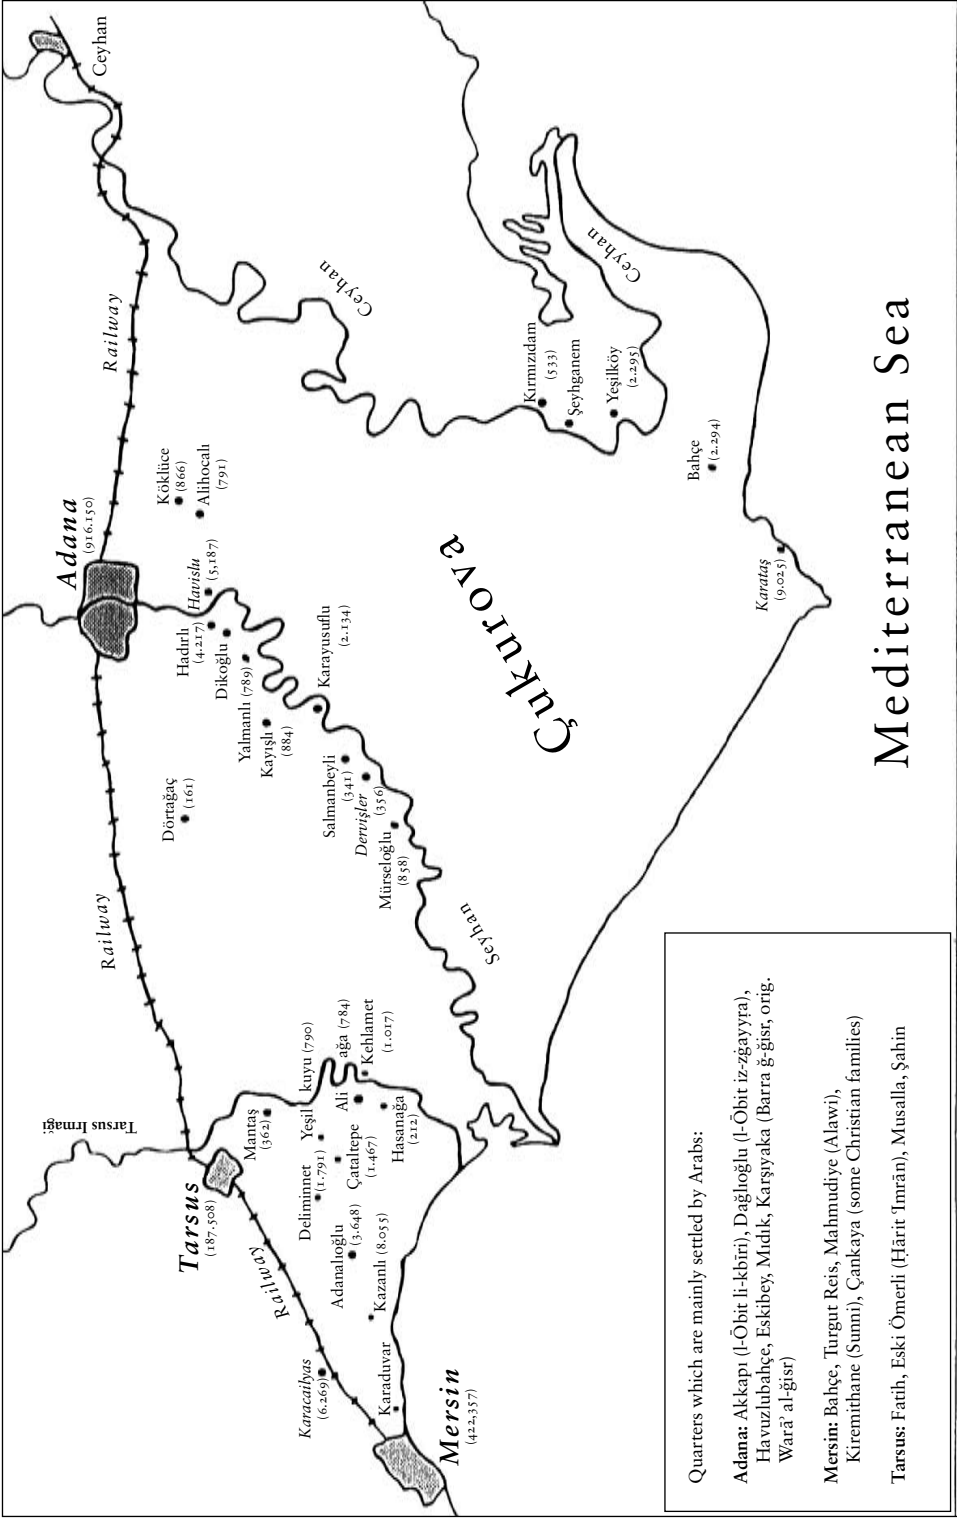 Ceyhan
Railway
Adana
(916.150)
Köklüce
(866)
Alihocalı
(791)
Ceyhan
Ceyhan
Kırmızıdam
(533)
Şeyhganem
Yeşilköy
(2.295)
Bahçe
(2.294)
Karataş
(9.025)
Havislu
(5,187)
Hadırlı
(4.217)
Dikoğlu
Yalmanlı (789)
Kayışlı
(884)
Karayusuflu
(2.134)
Çukurova
Dörtağaç
(161)
Salmanbeyli
(341)
Dervişler
(356)
Mürseloğlu
(858)
Seyhan
Railway
Tarsus Irmaği
Tarsus
(187.508)
Mantaş
(362)
Yeşil kuyu (790)
Ali ağa (784)
Kehlamet
(1.017)
Hasanağa
(212)
Çataltepe
(1.467)
Deliminnet
(1.791)
Adanalıoğlu
(3.648)
Kazanlı (8.055)
Railway
Karacailyas
(6.269)
Karaduvar
Mersin
(422,357)
Mediterranean Sea
Quarters which are mainly settled by Arabs:
Adana: Akkapı (l-Ōbit li-kbīri), Dağlıoğlu (l-Ōbit iz-zġayyra),
Havuzlubahçe, Eskibey, Mıdık, Karşıyaka (Barra ğ-ğisr, orig.
Warāʾ al-ğisr)
Mersin: Bahçe, Turgut Reis, Mahmudiye (Alawi),
Kiremithane (Sunni), Çankaya (some Christian families)
Tarsus: Fatih, Eski Ömerli (Ḥārit ʿImrān), Musalla, Şahin